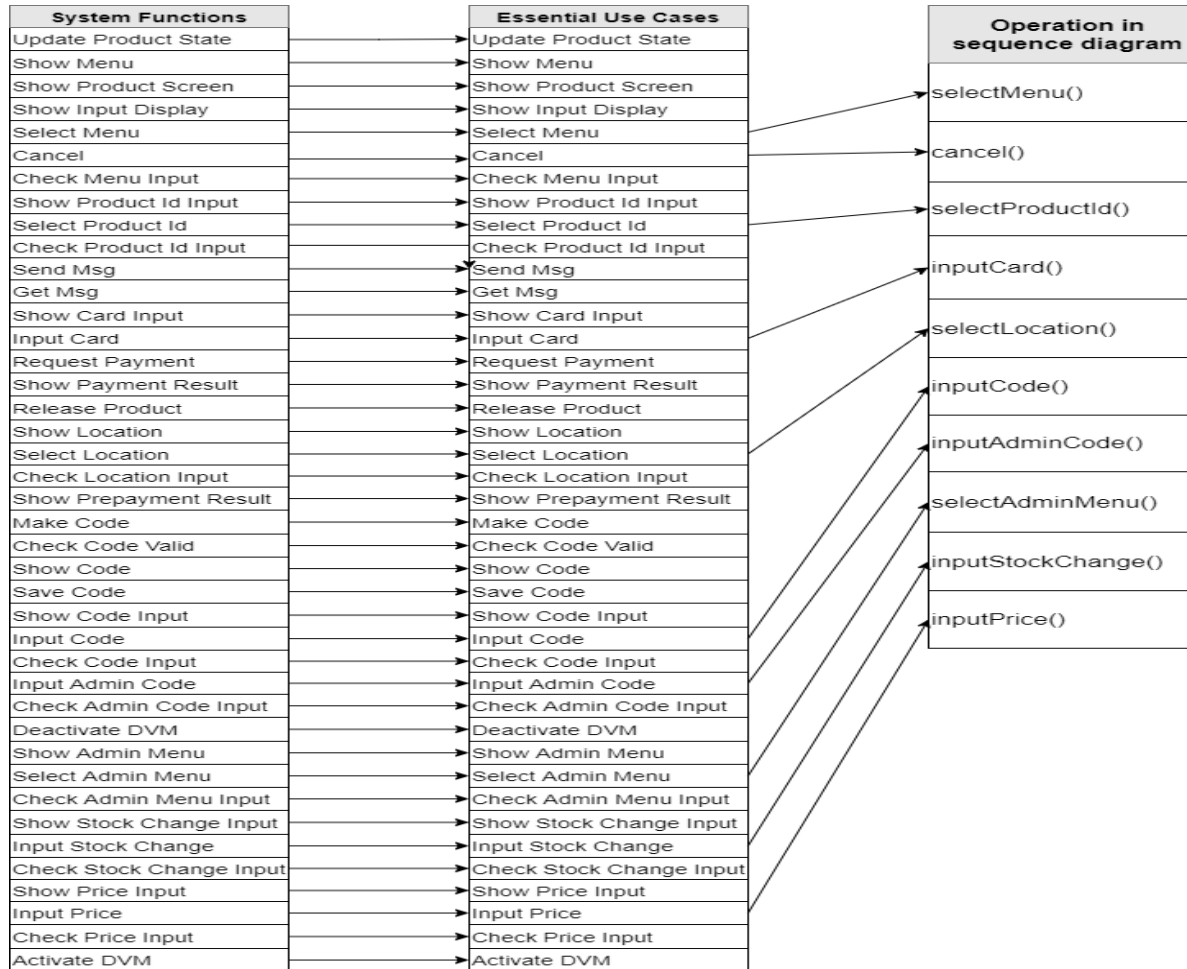 System Functions
Update Product State
Show Menu
Show Product Screen
Show Input Display
Select Menu
Cancel
Check Menu Input
Show Product Id Input
Select Product Id
Check Product Id Input
Send Msg
Get Msg
Show Card Input
Input Card
Request Payment
Show Payment Result
Release Product
Show Location
Select Location
Check Location Input
Show Prepayment Result
Make Code
Check Code Valid
Show Code
Save Code
Show Code Input
Input Code
Check Code Input
Input Admin Code
Check Admin Code Input
Deactivate DVM
Show Admin Menu
Select Admin Menu
Check Admin Menu Input
Show Stock Change Input
Input Stock Change
Check Stock Change Input
Show Price Input
Input Price
Check Price Input
Activate DVM
Essential Use Cases
Update Product State
Show Menu
Show Product Screen
Show Input Display
Select Menu
Cancel
Check Menu Input
Show Product Id Input
Select Product Id
Check Product Id Input
Send Msg
Get Msg
Show Card Input
Input Card
Request Payment
Show Payment Result
Release Product
Show Location
Select Location
Check Location Input
Show Prepayment Result
Make Code
Check Code Valid
Show Code
Save Code
Show Code Input
Input Code
Check Code Input
Input Admin Code
Check Admin Code Input
Deactivate DVM
Show Admin Menu
Select Admin Menu
Check Admin Menu Input
Show Stock Change Input
Input Stock Change
Check Stock Change Input
Show Price Input
Input Price
Check Price Input
Activate DVM
Operation in
sequence diagram
selectMenu()
cancel()
selectProductId()
inputCard()
selectLocation()
inputCode()
inputAdminCode()
selectAdminMenu()
inputStockChange()
inputPrice()